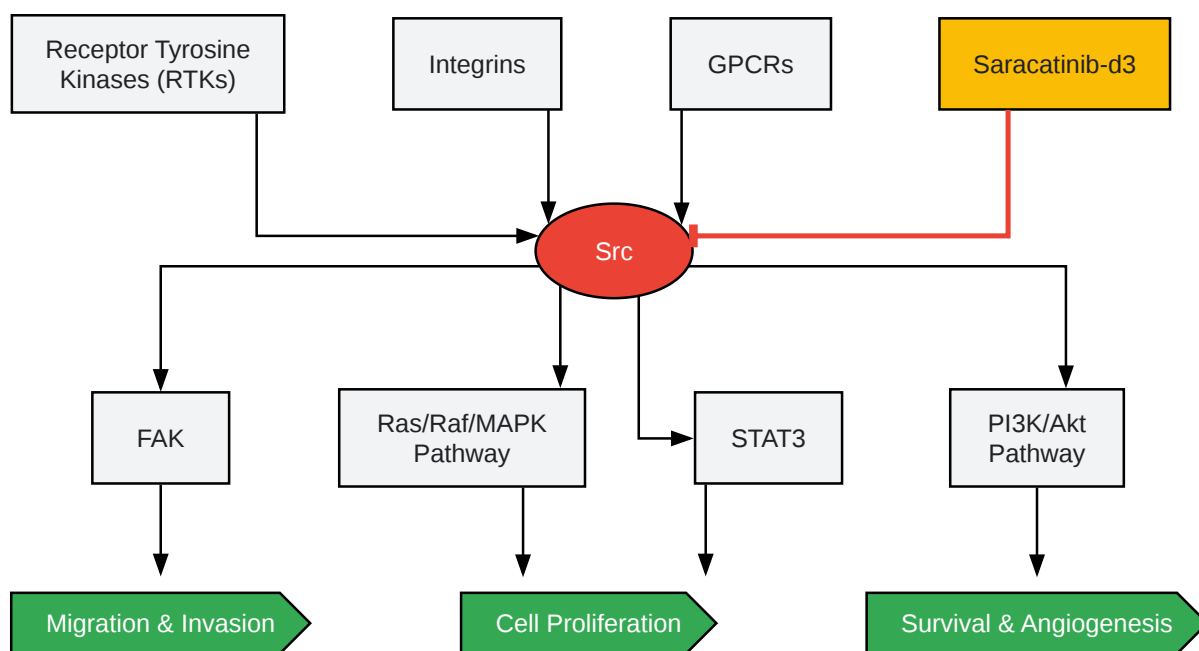 Receptor Tyrosine
Kinases (RTKs)
Integrins
GPCRs
Saracatinib-d3
Src
FAK
Ras/Raf/MAPK
Pathway
STAT3
PI3K/Akt
Pathway
Migration & Invasion
Cell Proliferation
Survival & Angiogenesis